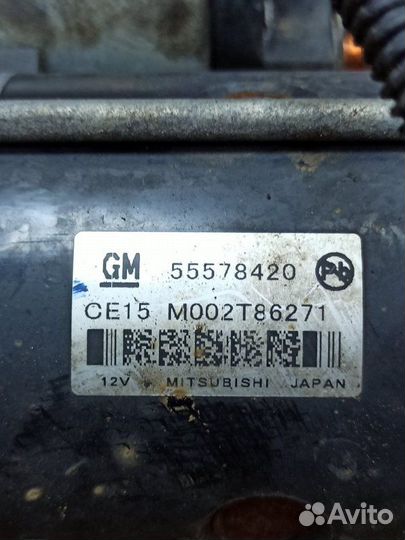 GM 55578420 Pb
CE15 M002T86271
12V MITSUBISHI JAPAN
Avito